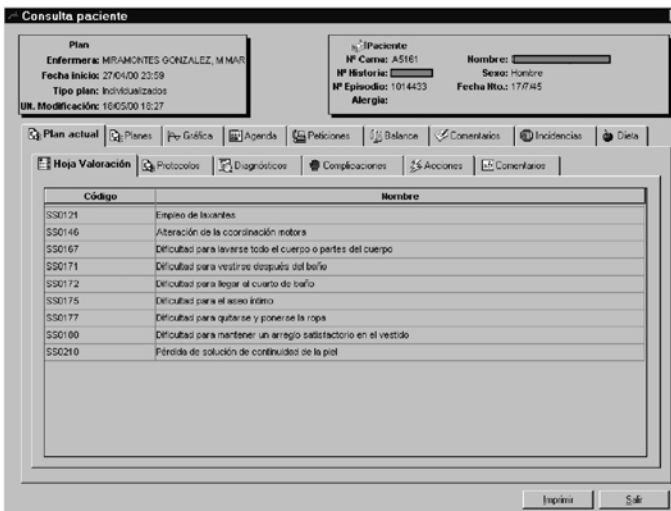 Consulta paciente
Plan
Enfermera: MIRAMONTES GONZALEZ, M MAR
Fecha inicio: 27/04/00 23:59
Tipo plan: Individualizados
Ult. Modificación: 18/05/00 18:27
Paciente
Nº Cama: A5161
Nombre:
Nº Historia:
Sexo: Hombre
Nº Episodio: 1014433
Fecha Nto.: 17/7/45
Alergia:
Plan actual Planes Gráfica Agenda Peticiones Balance Comentarios Incidencias Dieta
Hoja Valoración Protocolos Diagnósticos Complicaciones Acciones Comentarios
Código Nombre
SS0121 Empleo de laxantes
SS0146 Alteración de la coordinación motora
SS0167 Dificultad para lavarse todo el cuerpo o partes del cuerpo
SS0171 Dificultad para vestirse después del baño
SS0172 Dificultad para llegar al cuarto de baño
SS0175 Dificultad para el aseo íntimo
SS0177 Dificultad para quitarse y ponerse la ropa
SS0180 Dificultad para mantener un arreglo satisfactorio en el vestido
SS0210 Pérdida de solución de continuidad de la piel
Imprimir Salir